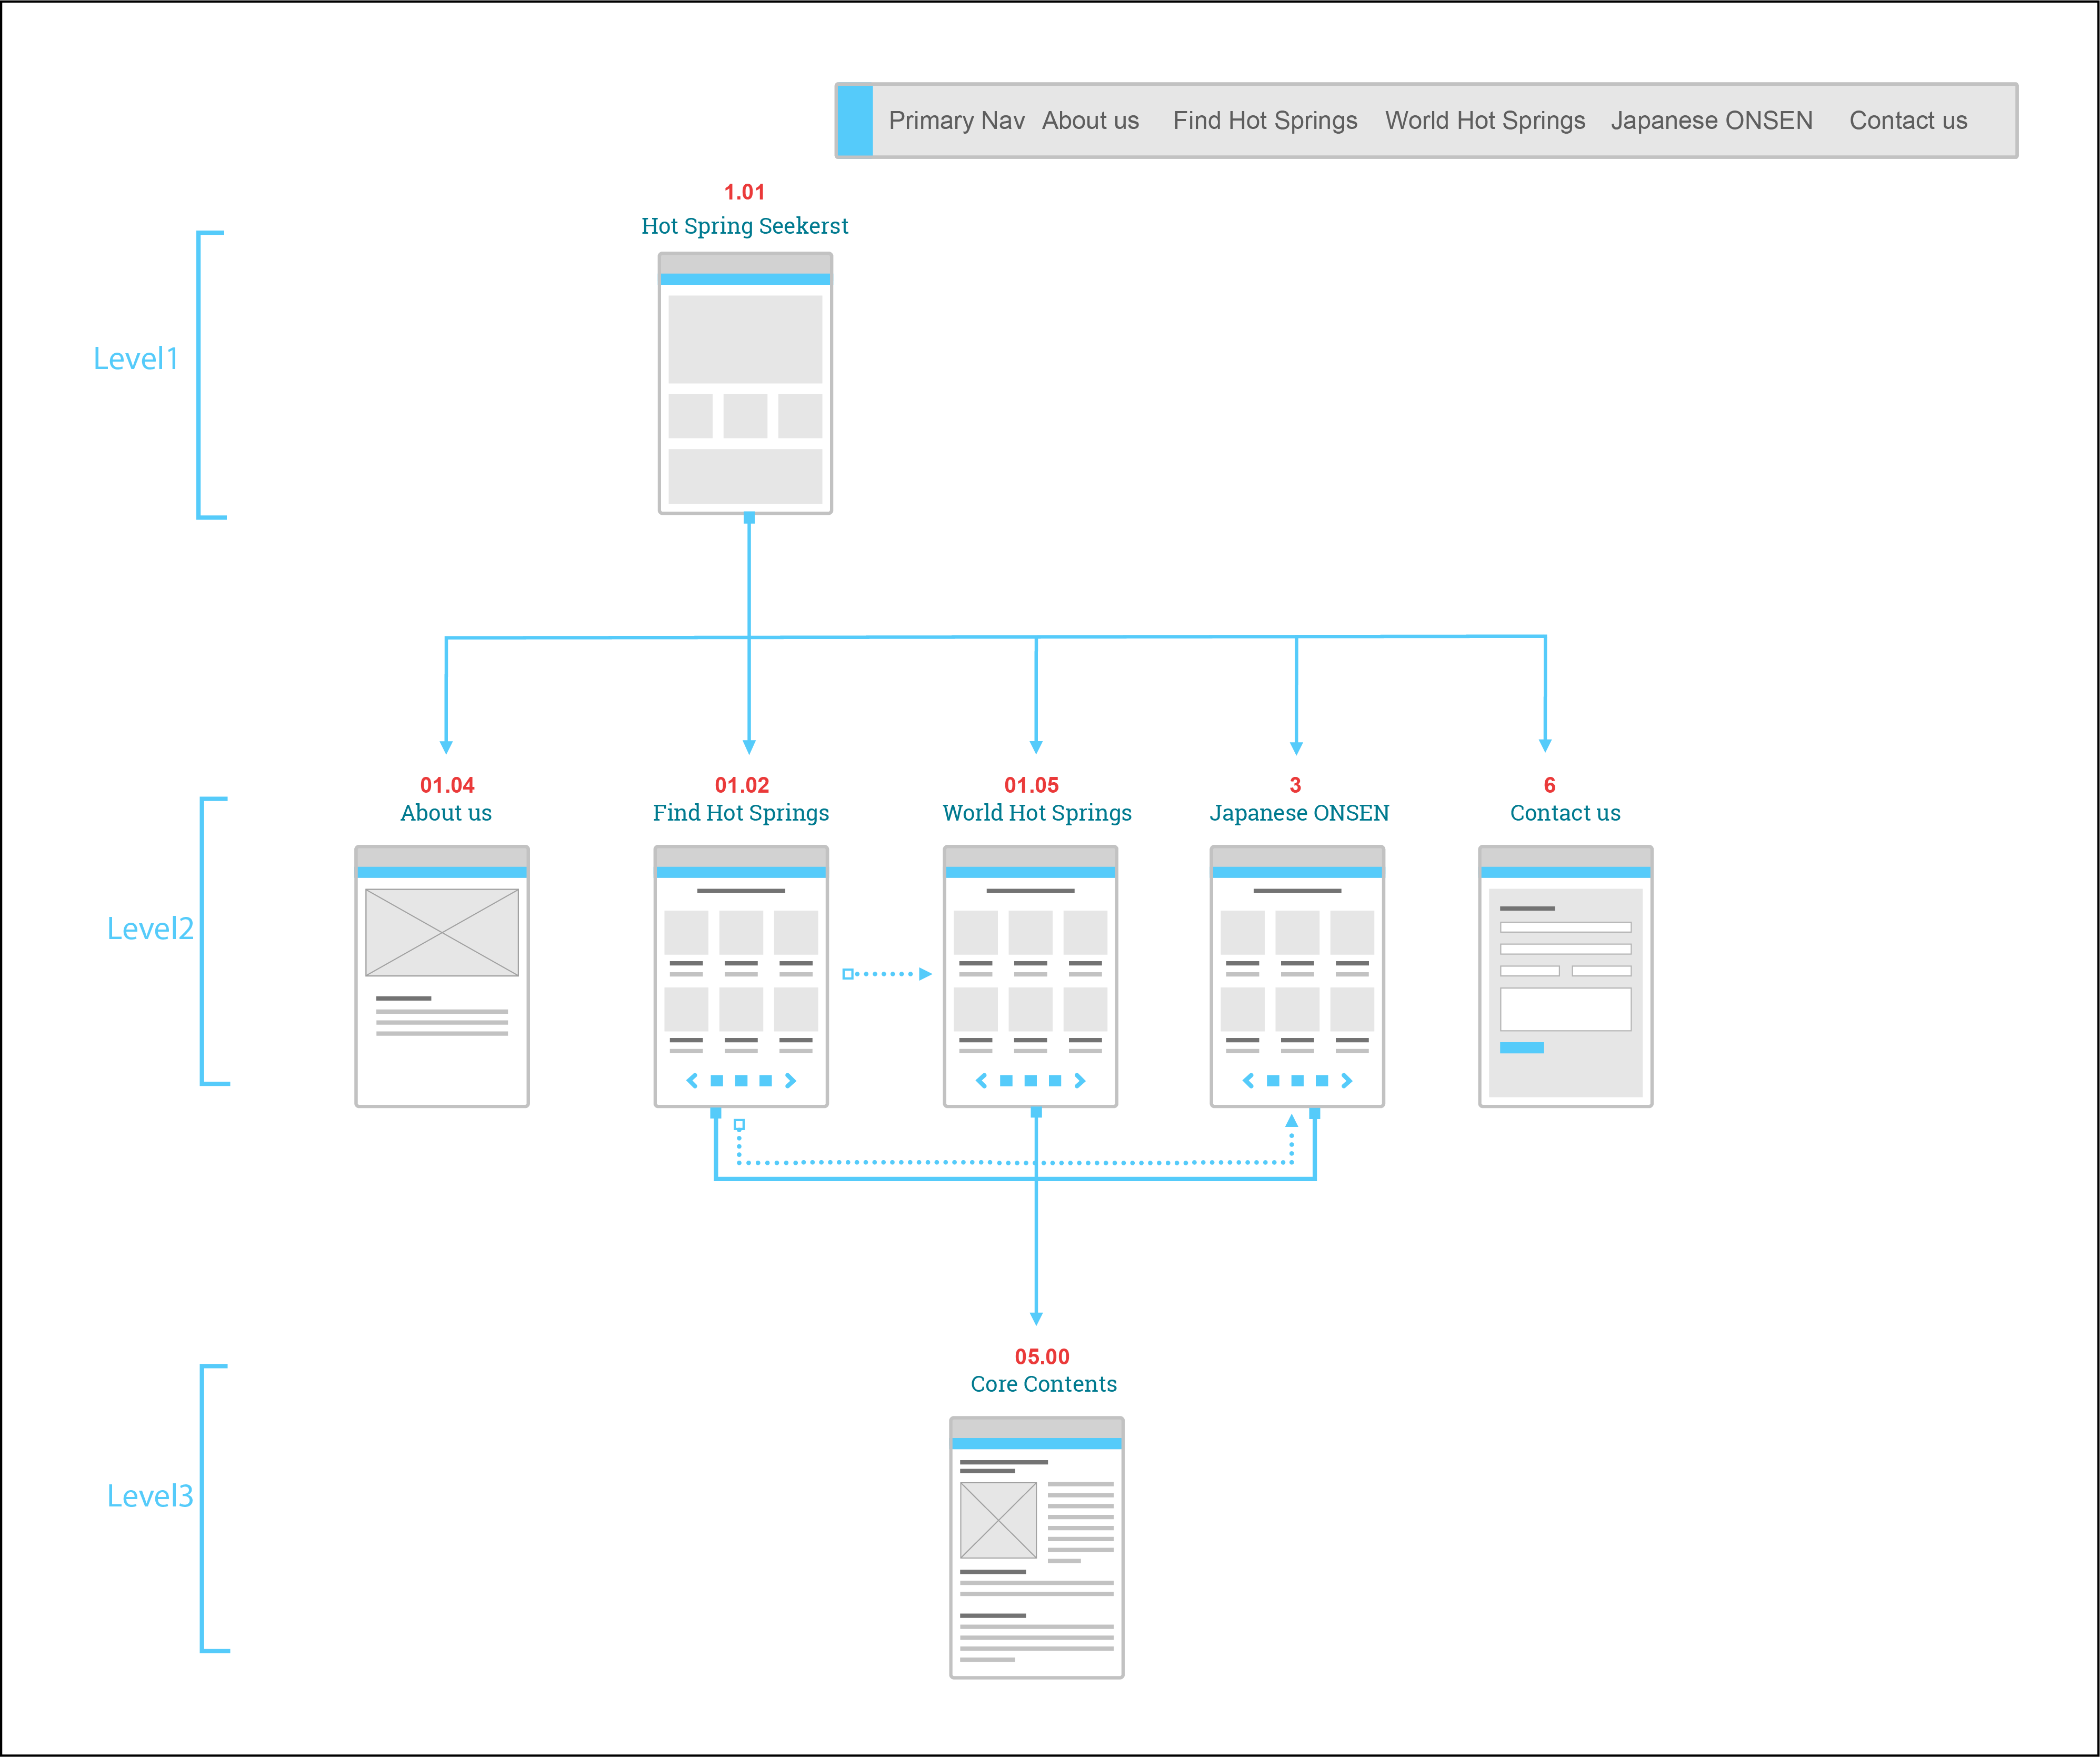 Primary Nav About us Find Hot Springs World Hot Springs Japanese ONSEN Contact us
1.01
Hot Spring Seekerst
Level1
01.04
About us
01.02
Find Hot Springs
01.05
World Hot Springs
3
Japanese ONSEN
6
Contact us
Level2
05.00
Core Contents
Level3